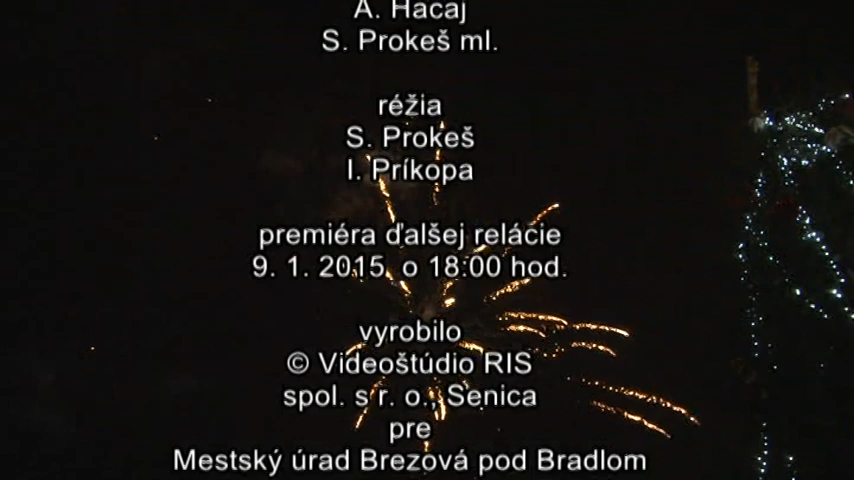 A. Hacaj
S. Prokeš ml.
réžia
S. Prokeš
I. Príkopa
premiéra ďalšej relácie
9. 1. 2015 o 18:00 hod.
vyrobilo
© Videoštúdio RIS
spol. s r. o., Senica
pre
Mestský úrad Brezová pod Bradlom